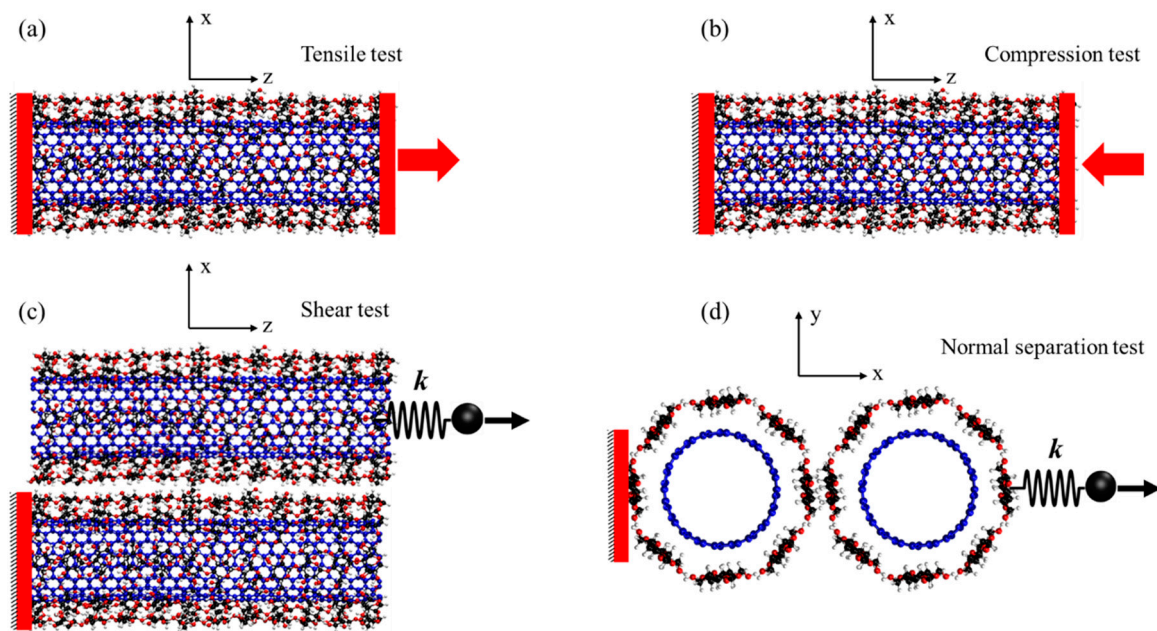 (a)
x
Tensile test
z
(b)
x
Compression test
z
(c)
x
Shear test
z
k
(d)
y
Normal separation test
x
k